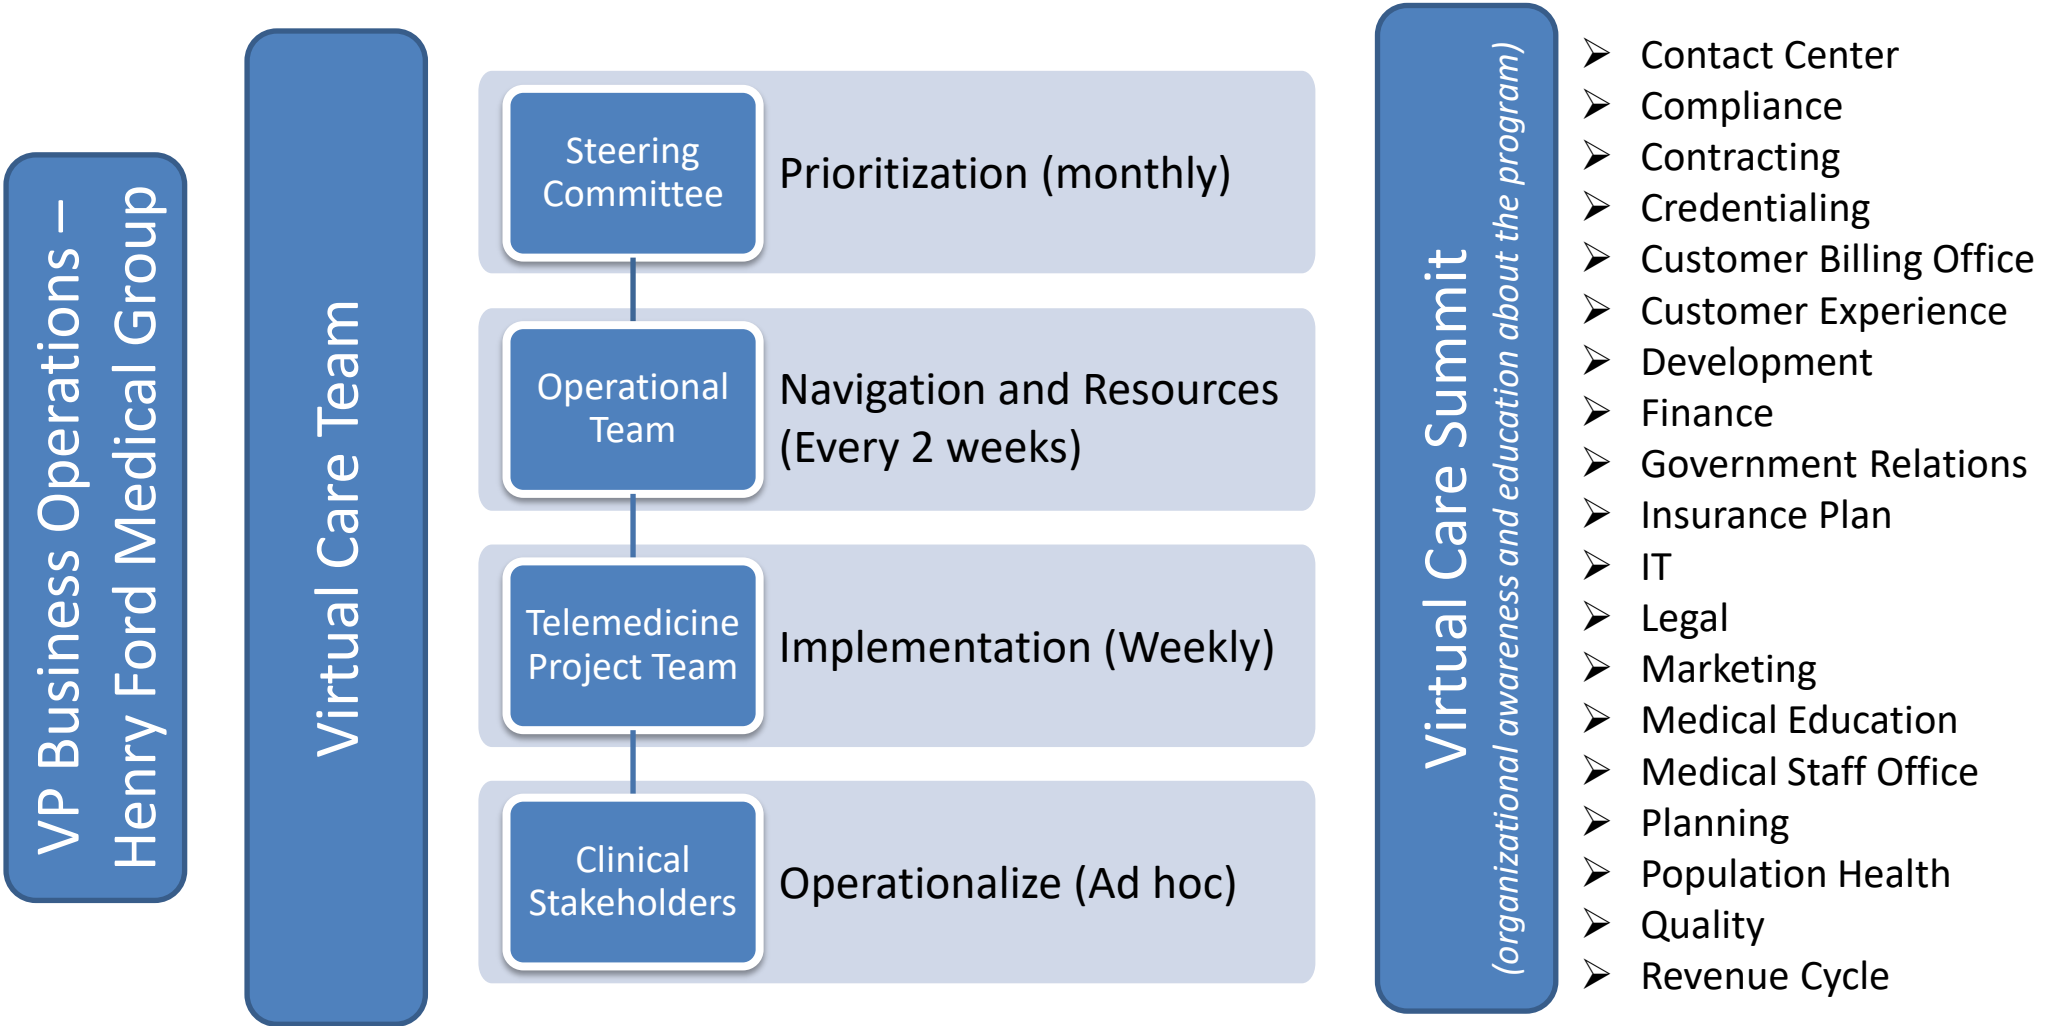 VP Business Operations –
Henry Ford Medical Group
Virtual Care Team
Steering
Committee
Prioritization (monthly)
Operational
Team
Navigation and Resources
(Every 2 weeks)
Telemedicine
Project Team
Implementation (Weekly)
Clinical
Stakeholders
Operationalize (Ad hoc)
Virtual Care Summit
(organizational awareness and education about the program)
➢ Contact Center
➢ Compliance
➢ Contracting
➢ Credentialing
➢ Customer Billing Office
➢ Customer Experience
➢ Development
➢ Finance
➢ Government Relations
➢ Insurance Plan
➢ IT
➢ Legal
➢ Marketing
➢ Medical Education
➢ Medical Staff Office
➢ Planning
➢ Population Health
➢ Quality
➢ Revenue Cycle